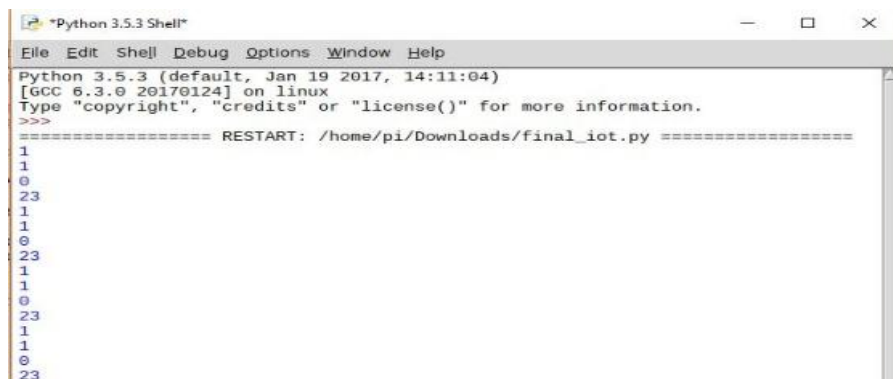 *Python 3.5.3 Shell*
File Edit Shell Debug Options Window Help
Python 3.5.3 (default, Jan 19 2017, 14:11:04)
[GCC 6.3.0 20170124] on linux
Type "copyright", "credits" or "license()" for more information.
>>>
================== RESTART: /home/pi/Downloads/final_iot.py ==================
1
1
0
23
1
1
0
23
1
1
0
23
1
1
0
23